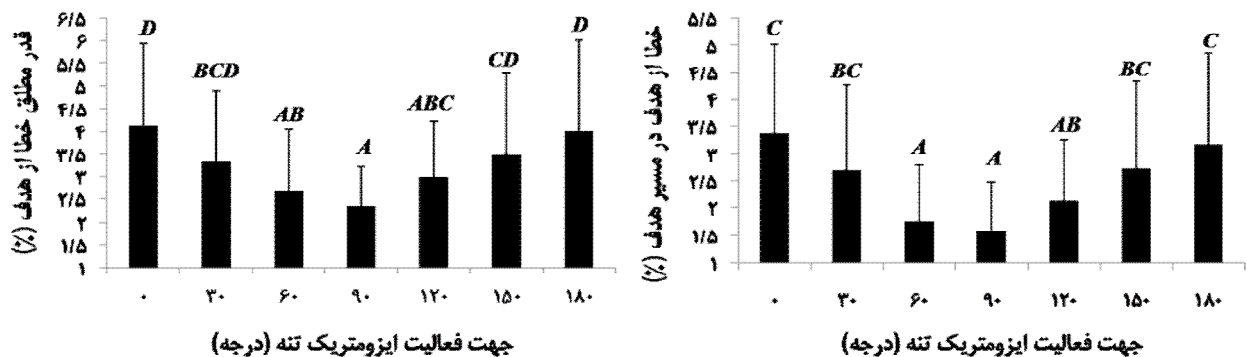 قدر مطلق خطا از هدف (%)
۶/۵
۶
۵/۵
۵
۴/۵
۴
۳/۵
۳
۲/۵
۲
۱/۵
۱
D
BCD
AB
A
ABC
CD
D
۰ ۳۰ ۶۰ ۹۰ ۱۲۰ ۱۵۰ ۱۸۰
جهت فعالیت ایزومتریک تنه (درجه)
خطا از هدف در مسیر هدف (%)
۵/۵
۵
۴/۵
۴
۳/۵
۳
۲/۵
۲
۱/۵
۱
C
BC
A
A
AB
BC
C
۰ ۳۰ ۶۰ ۹۰ ۱۲۰ ۱۵۰ ۱۸۰
جهت فعالیت ایزومتریک تنه (درجه)